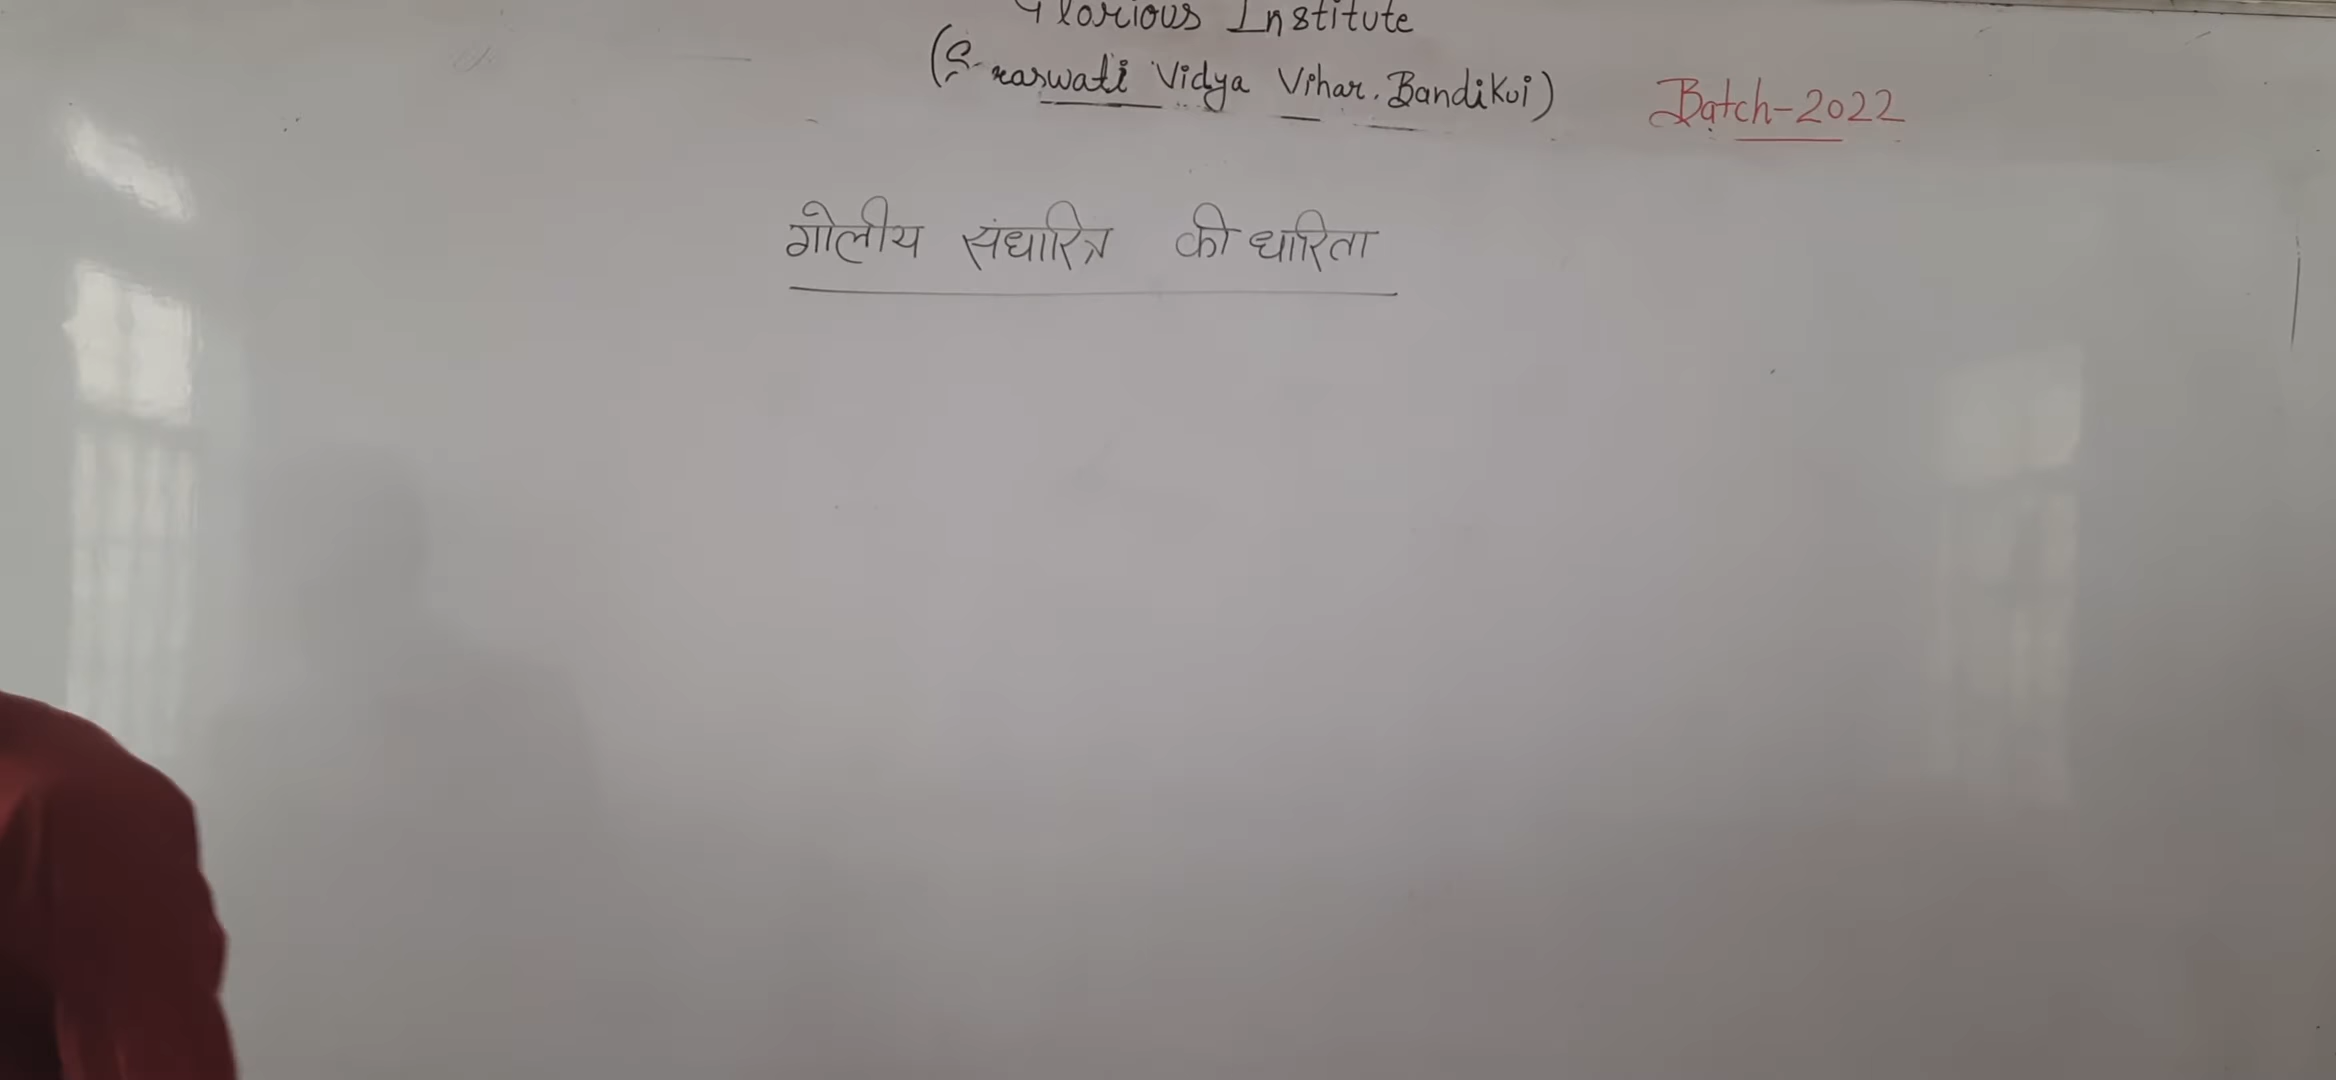 Glorious Institute
(Saraswati Vidya Vihar, Bandikui)
Batch-2022
गोलीय संधारित्र की धारिता